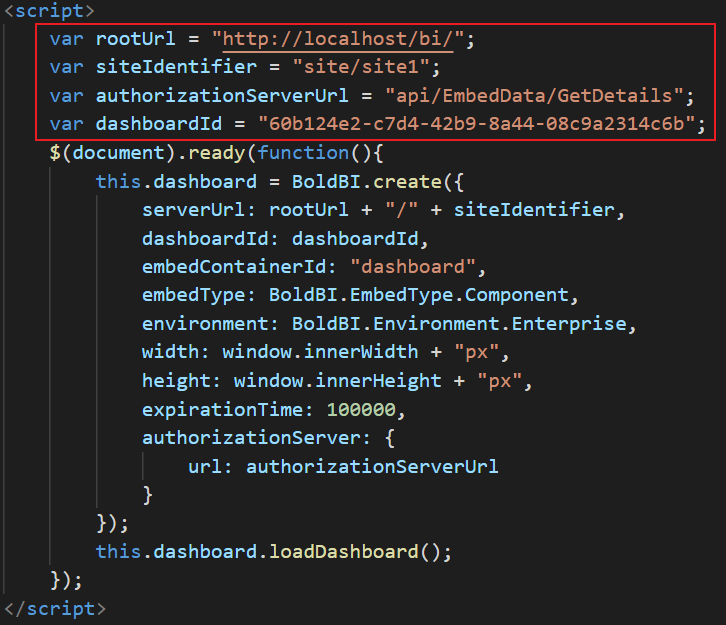 <script>
var rootUrl = "http://localhost/bi/";
var siteIdentifier = "site/site1";
var authorizationServerUrl = "api/EmbedData/GetDetails";
var dashboardId = "60b124e2-c7d4-42b9-8a44-08c9a2314c6b";
$(document).ready(function(){
this.dashboard = BoldBI.create({
serverUrl: rootUrl + "/" + siteIdentifier,
dashboardId: dashboardId,
embedContainerId: "dashboard",
embedType: BoldBI.EmbedType.Component,
environment: BoldBI.Environment.Enterprise,
width: window.innerWidth + "px",
height: window.innerHeight + "px",
expirationTime: 100000,
authorizationServer: {
url: authorizationServerUrl
}
});
this.dashboard.loadDashboard();
});
</script>